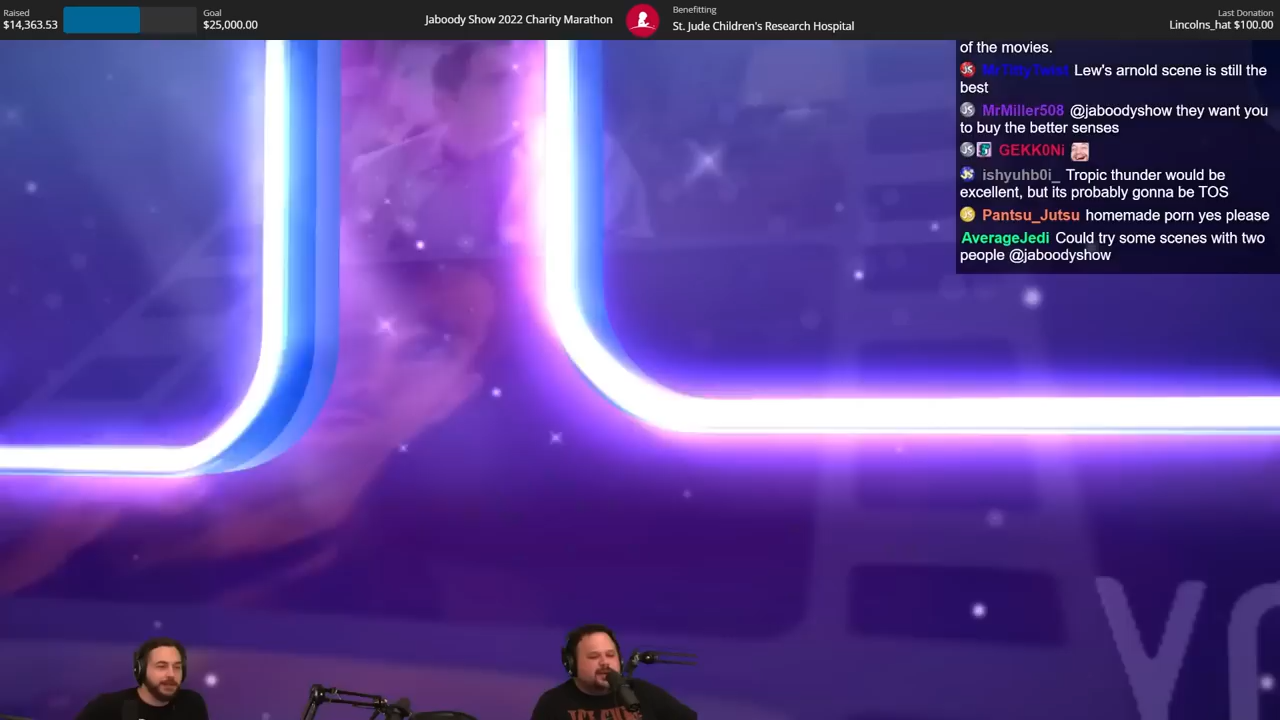 Raised
$14,363.53
Goal
$25,000.00
Jaboody Show 2022 Charity Marathon
Benefitting
St. Jude Children's Research Hospital
Last Donation
Lincolns_hat $100.00
of the movies.
MrTittyTwist Lew's arnold scene is still the
best
MrMiller508 @jaboodyshow they want you
to buy the better senses
GEKK0Ni
ishyuhb0i_ Tropic thunder would be
excellent, but its probably gonna be TOS
Pantsu_Jutsu homemade porn yes please
AverageJedi Could try some scenes with two
people @jaboodyshow